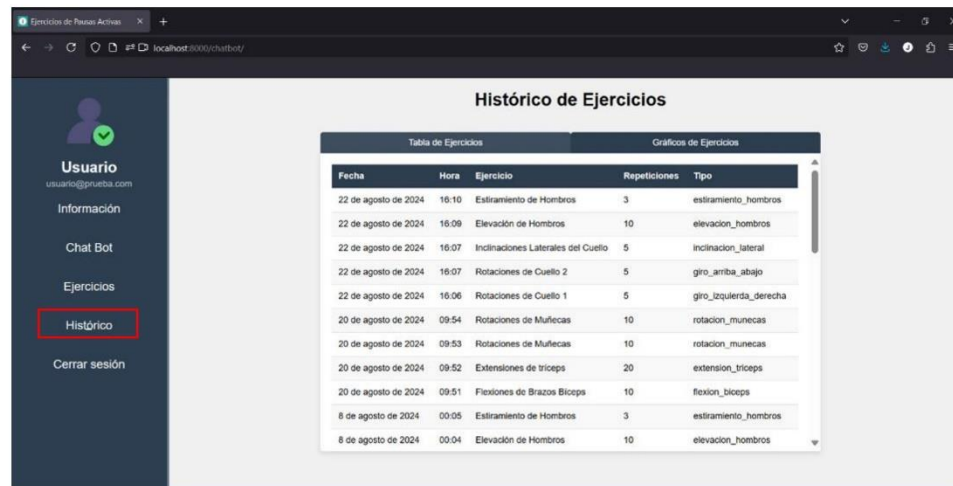 Ejercicios de Pausas Activas
localhost:8000/chatbot/
Usuario
usuario@prueba.com
Información
Chat Bot
Ejercicios
Histórico
Cerrar sesión
Histórico de Ejercicios
Tabla de Ejercicios Gráficos de Ejercicios
Fecha Hora Ejercicio Repeticiones Tipo
22 de agosto de 2024 16:10 Estiramiento de Hombros 3 estiramiento_hombros
22 de agosto de 2024 16:09 Elevación de Hombros 10 elevacion_hombros
22 de agosto de 2024 16:07 Inclinaciones Laterales del Cuello 5 inclinacion_lateral
22 de agosto de 2024 16:07 Rotaciones de Cuello 2 5 giro_arriba_abajo
22 de agosto de 2024 16:06 Rotaciones de Cuello 1 5 giro_izquierda_derecha
20 de agosto de 2024 09:54 Rotaciones de Muñecas 10 rotacion_munecas
20 de agosto de 2024 09:53 Rotaciones de Muñecas 10 rotacion_munecas
20 de agosto de 2024 09:52 Extensiones de tríceps 20 extension_triceps
20 de agosto de 2024 09:51 Flexiones de Brazos Bíceps 10 flexion_biceps
8 de agosto de 2024 00:05 Estiramiento de Hombros 3 estiramiento_hombros
8 de agosto de 2024 00:04 Elevación de Hombros 10 elevacion_hombros